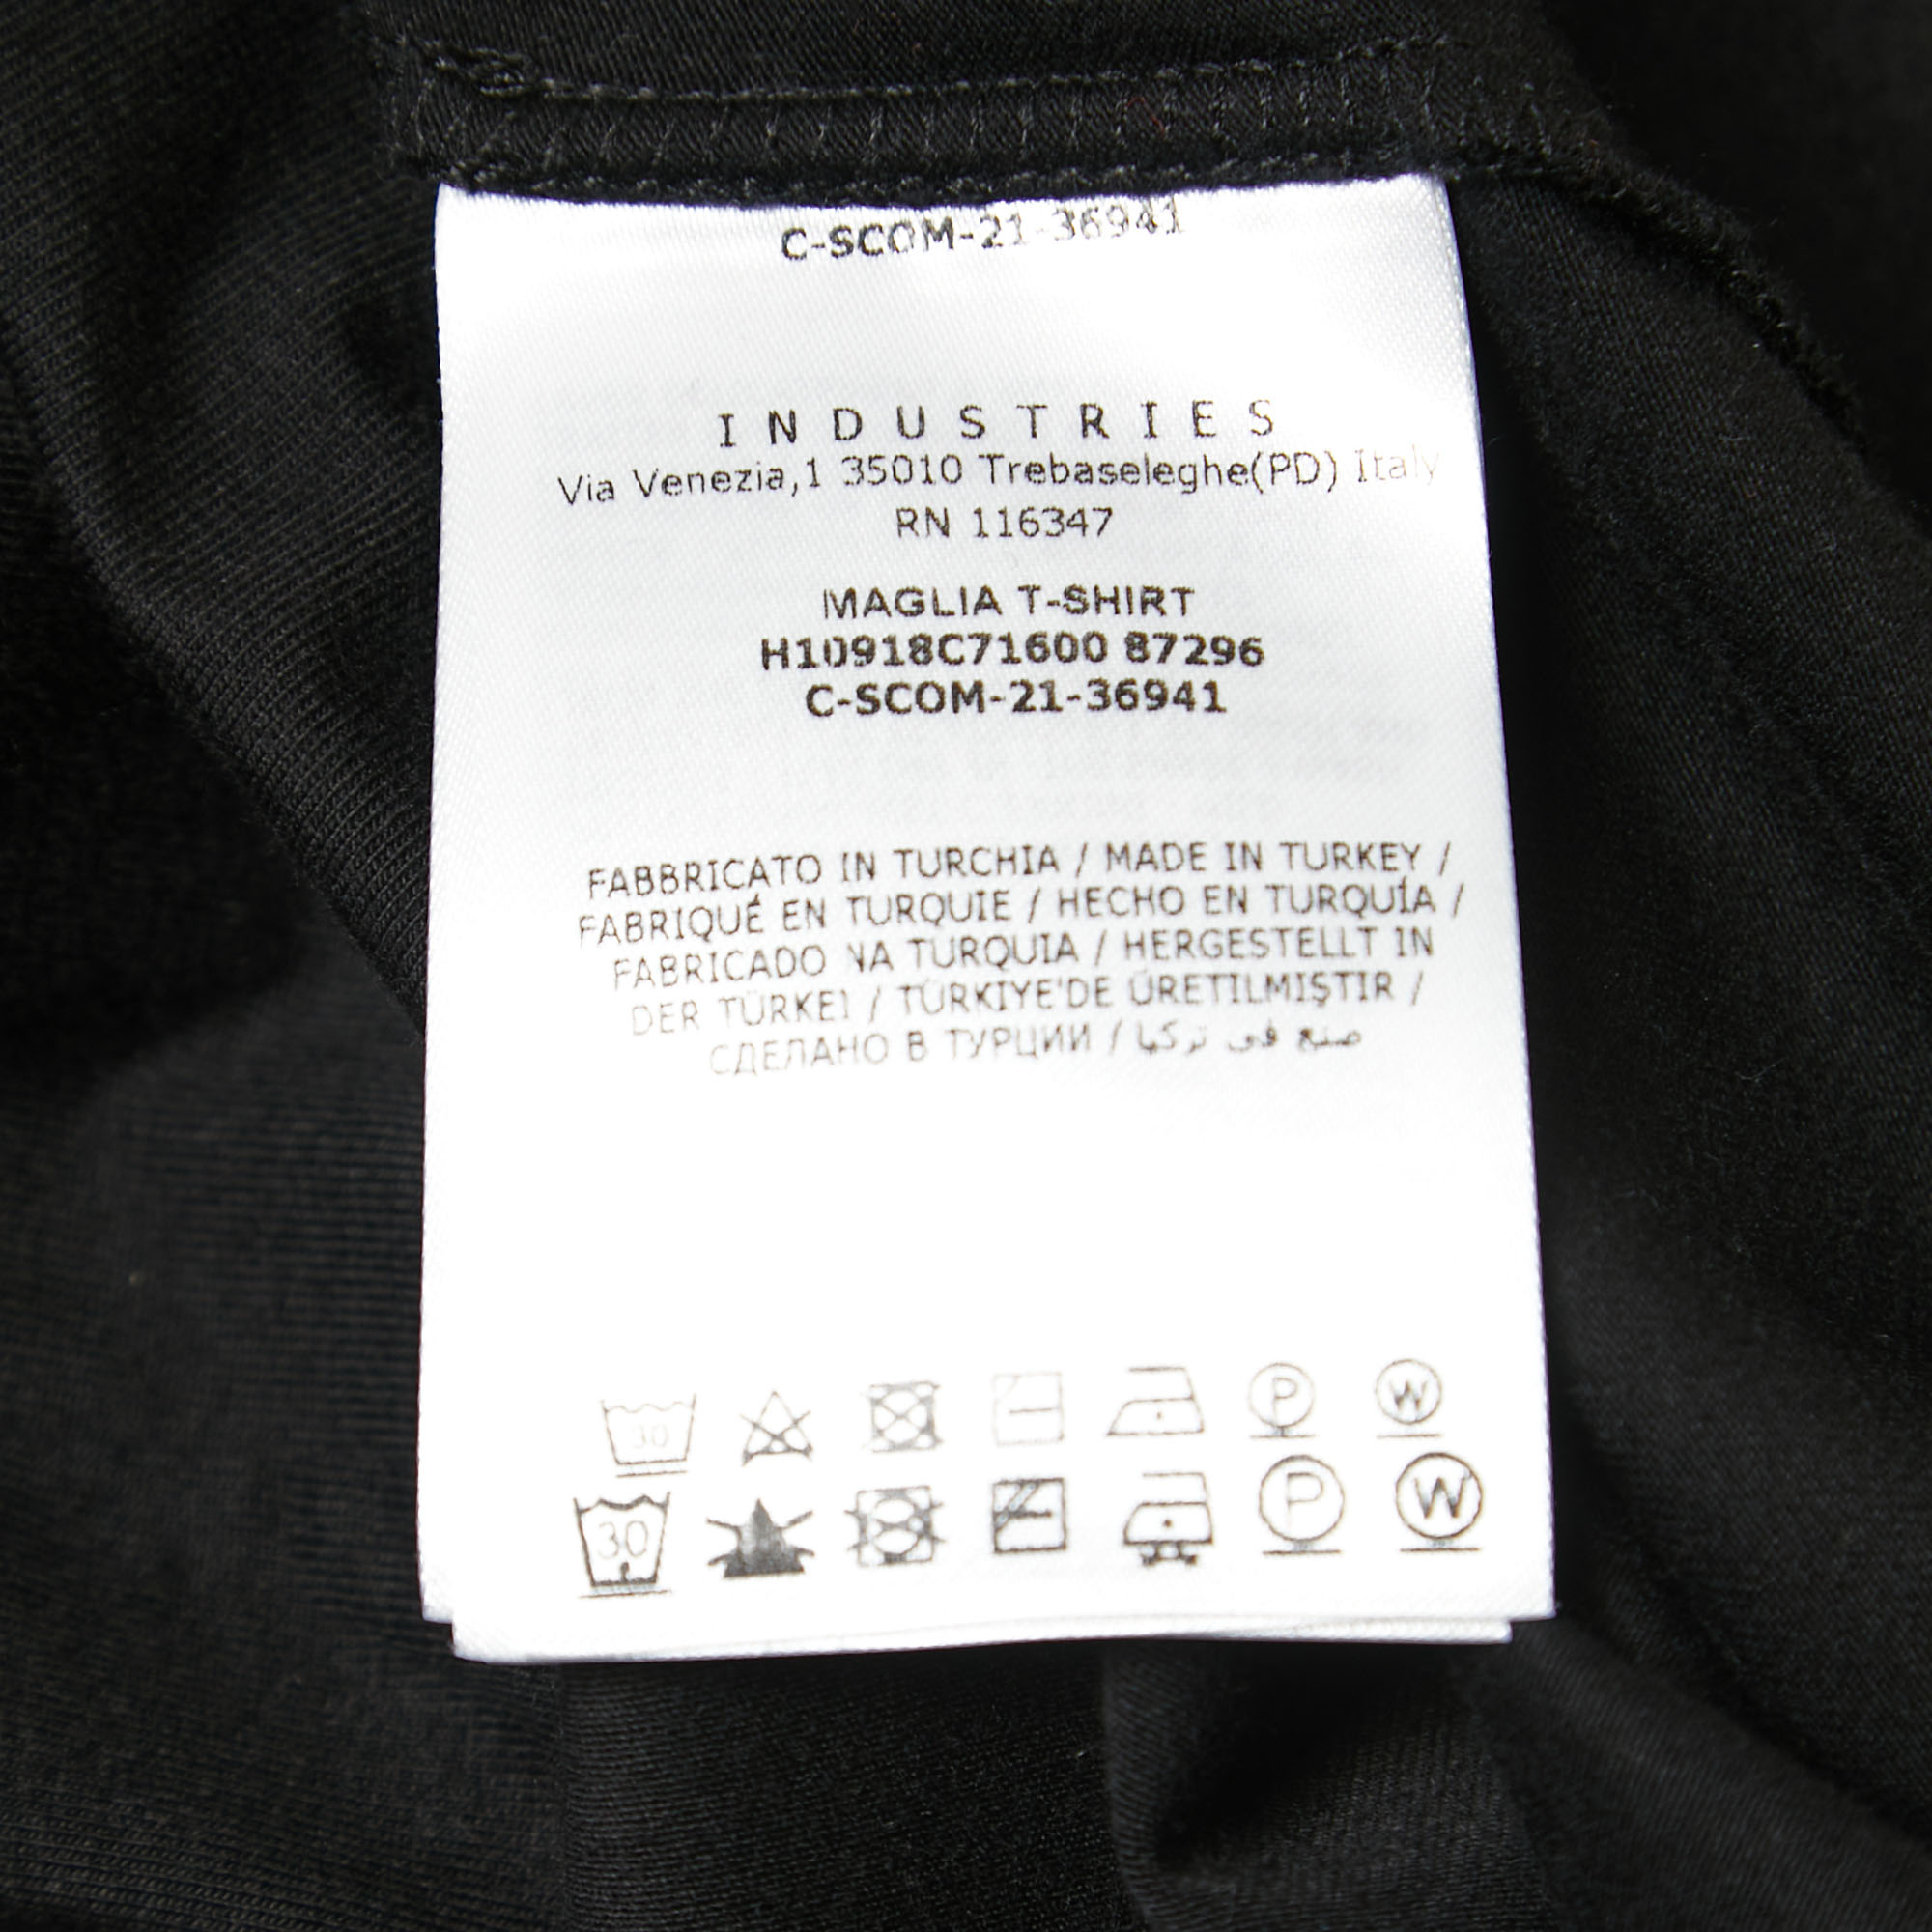 C-SCOM-21-36941
INDUSTRIES
Via Venezia,1 35010 Trebaseleghe(PD) Italy
RN 116347
MAGLIA T-SHIRT
H10918C71600 87296
C-SCOM-21-36941
FABBRICATO IN TURCHIA / MADE IN TURKEY /
FABRIQUÉ EN TURQUIE / HECHO EN TURQUÍA /
FABRICADO NA TURQUIA / HERGESTELLT IN
DER TÜRKEI / TÜRKIYE'DE ÜRETILMIŞTIR /
СДЕЛАНО В ТУРЦИИ / صنع في تركيا
30 P W
30 P W